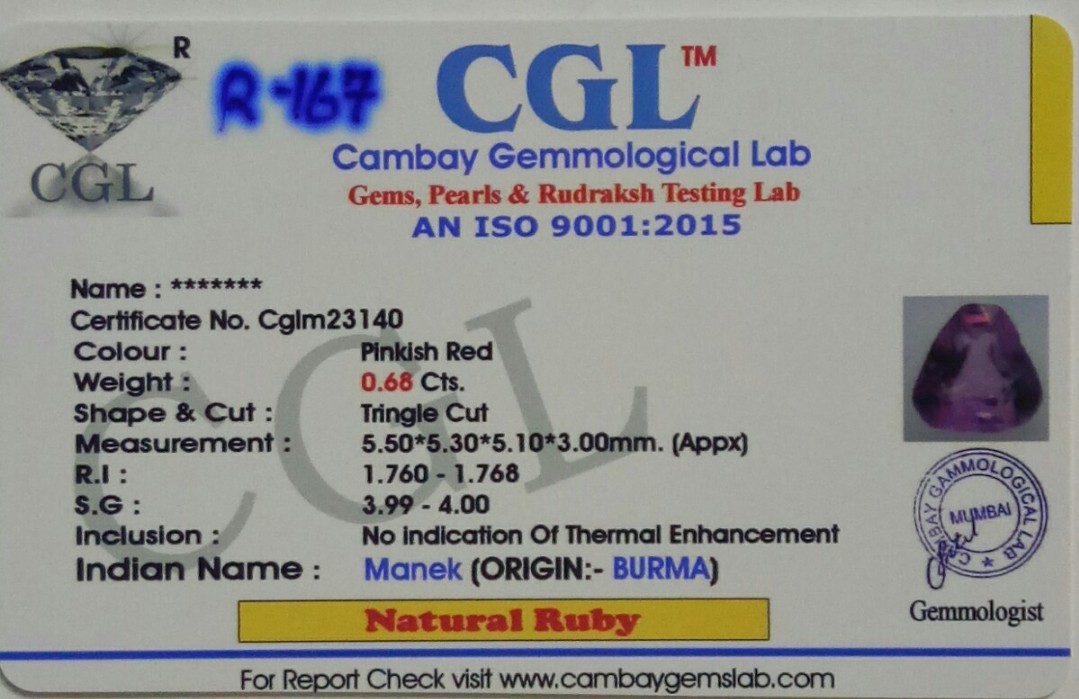 R
R-167
CGL™
CGL
Cambay Gemmological Lab
Gems, Pearls & Rudraksh Testing Lab
AN ISO 9001:2015
Name : *******
Certificate No. Cglm23140
Colour : Pinkish Red
Weight : 0.68 Cts.
Shape & Cut : Tringle Cut
Measurement : 5.50*5.30*5.10*3.00mm. (Appx)
R.I : 1.760 - 1.768
S.G : 3.99 - 4.00
Inclusion : No indication Of Thermal Enhancement
Indian Name : Manek (ORIGIN:- BURMA)
CGL
CAMBAY GAMMOLOGICAL LAB
MUMBAI
Gemmologist
Natural Ruby
For Report Check visit www.cambaygemslab.com